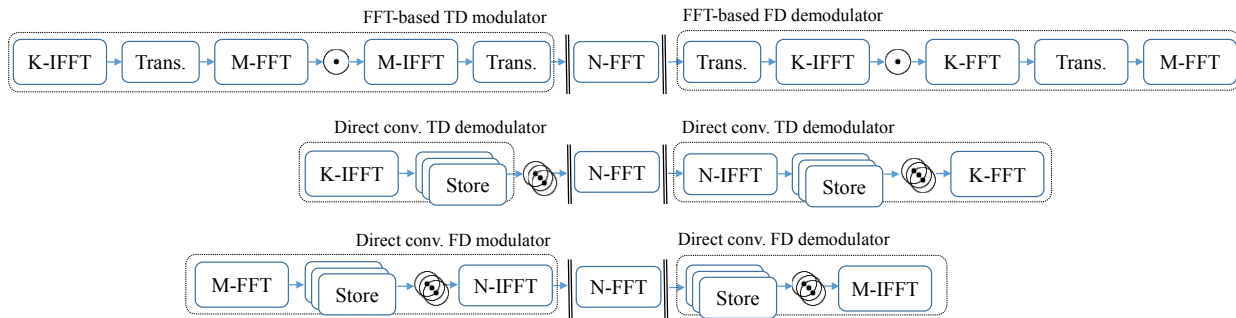 FFT-based TD modulator
FFT-based FD demodulator
K-IFFT Trans. M-FFT M-IFFT Trans. N-FFT Trans. K-IFFT K-FFT Trans. M-FFT
Direct conv. TD demodulator
Direct conv. TD demodulator
K-IFFT Store N-FFT N-IFFT Store K-FFT
Direct conv. FD modulator
Direct conv. FD demodulator
M-FFT Store N-IFFT N-FFT Store M-IFFT